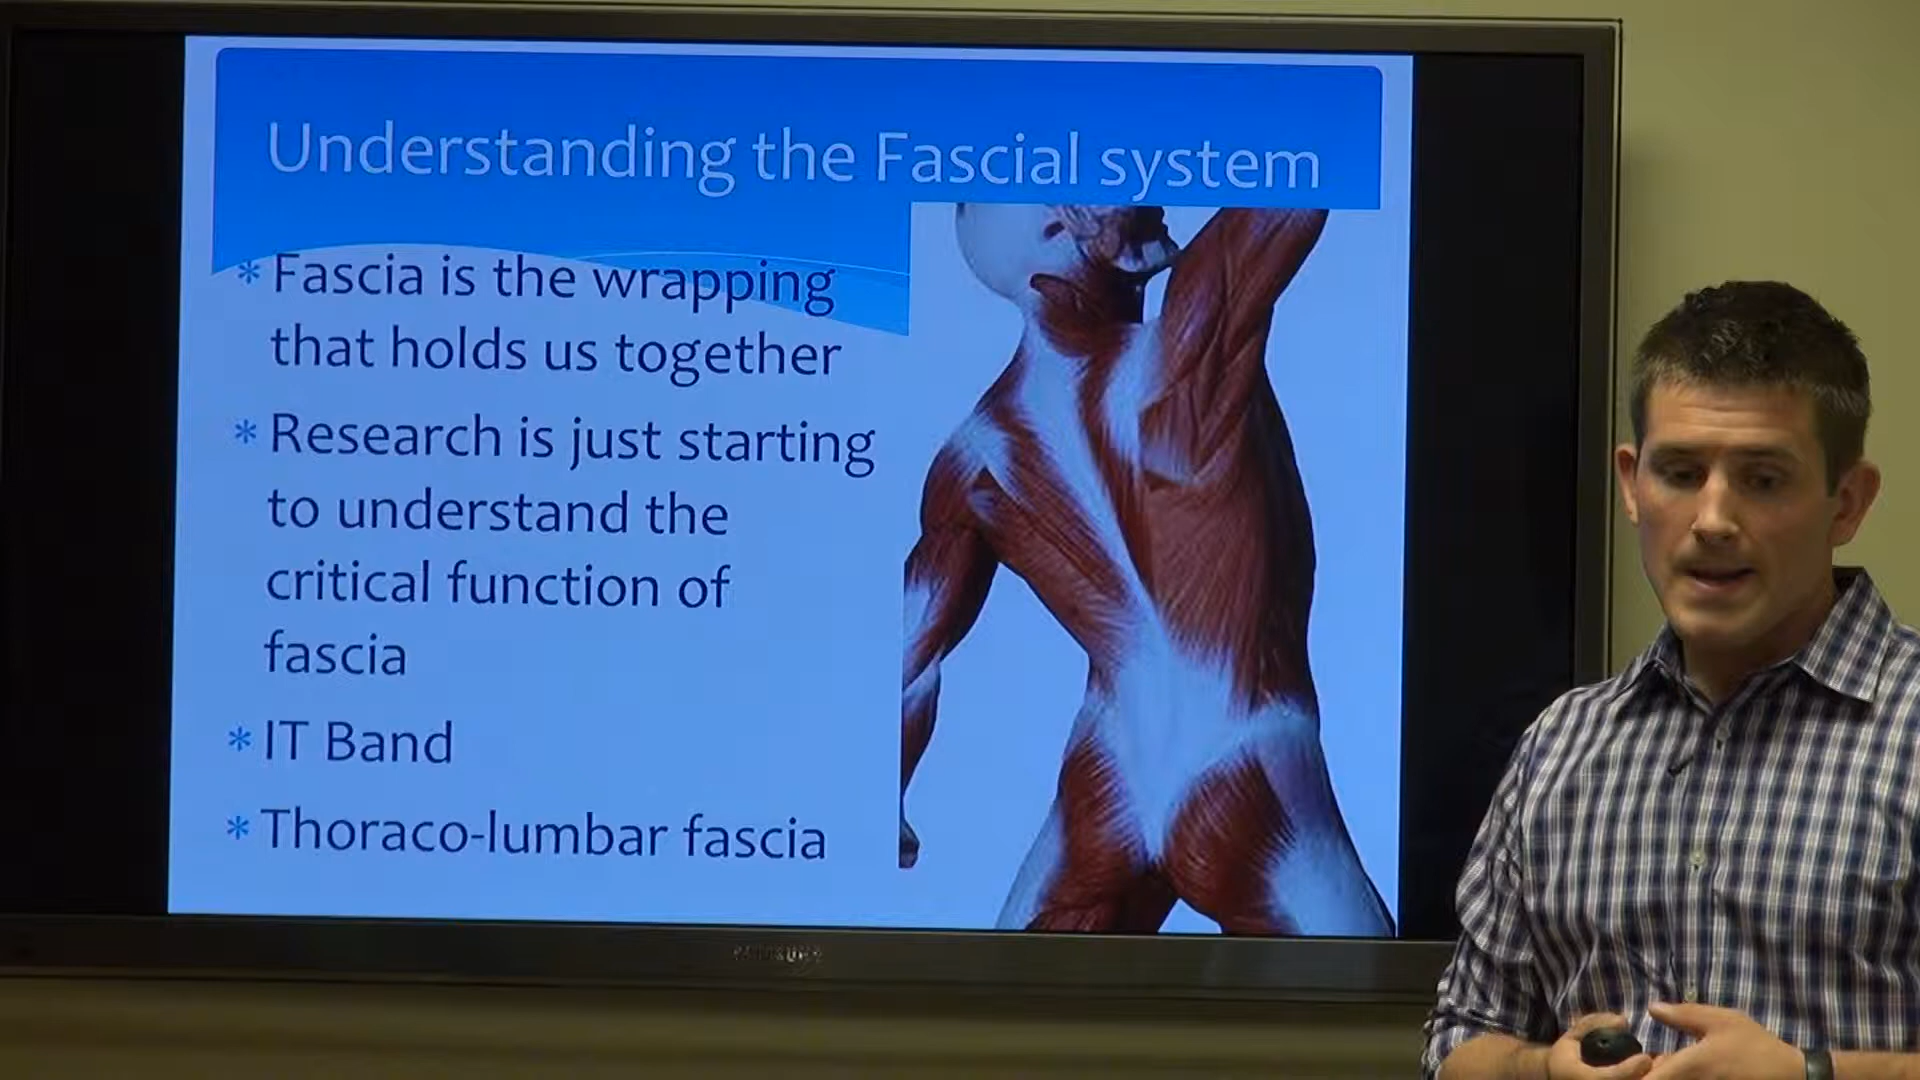 Understanding the Fascial system
* Fascia is the wrapping
that holds us together
* Research is just starting
to understand the
critical function of
fascia
* IT Band
* Thoraco-lumbar fascia
SAMSUNG